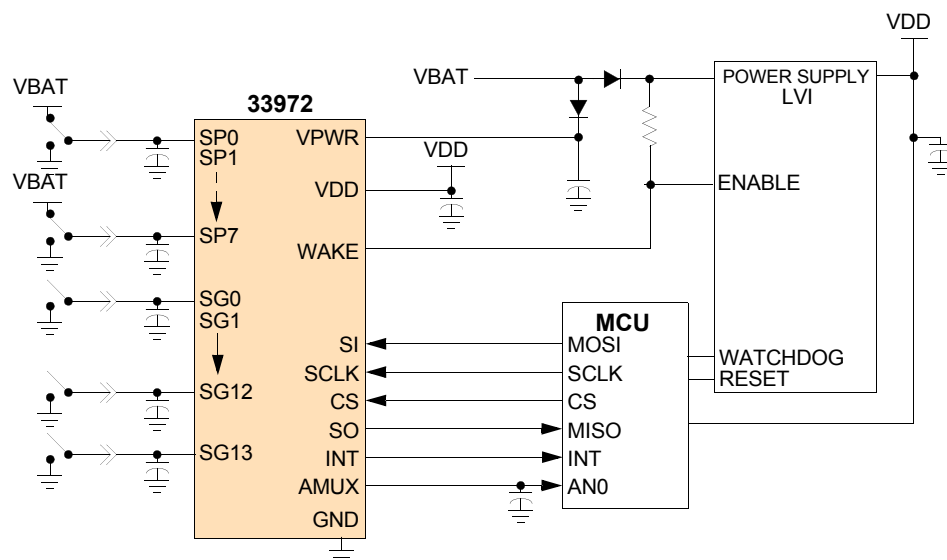 VDD
VBAT
POWER SUPPLY
LVI
VBAT
33972
SP0
SP1
VPWR
VDD
VDD
VBAT
ENABLE
SP7
WAKE
SG0
SG1
MCU
SI
MOSI
WATCHDOG
SCLK
SCLK
RESET
SG12
CS
CS
SO
MISO
SG13
INT
INT
AMUX
AN0
GND